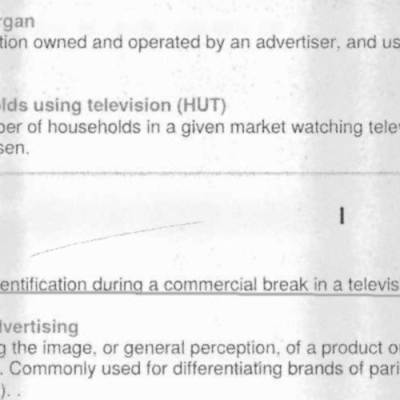 rgan
tion owned and operated by an advertiser, and us
lds using television (HUT)
ber of households in a given market watching telev
sen.
I
entification during a commercial break in a televis
dvertising
g the image, or general perception, of a product o
. Commonly used for differentiating brands of pari
). .